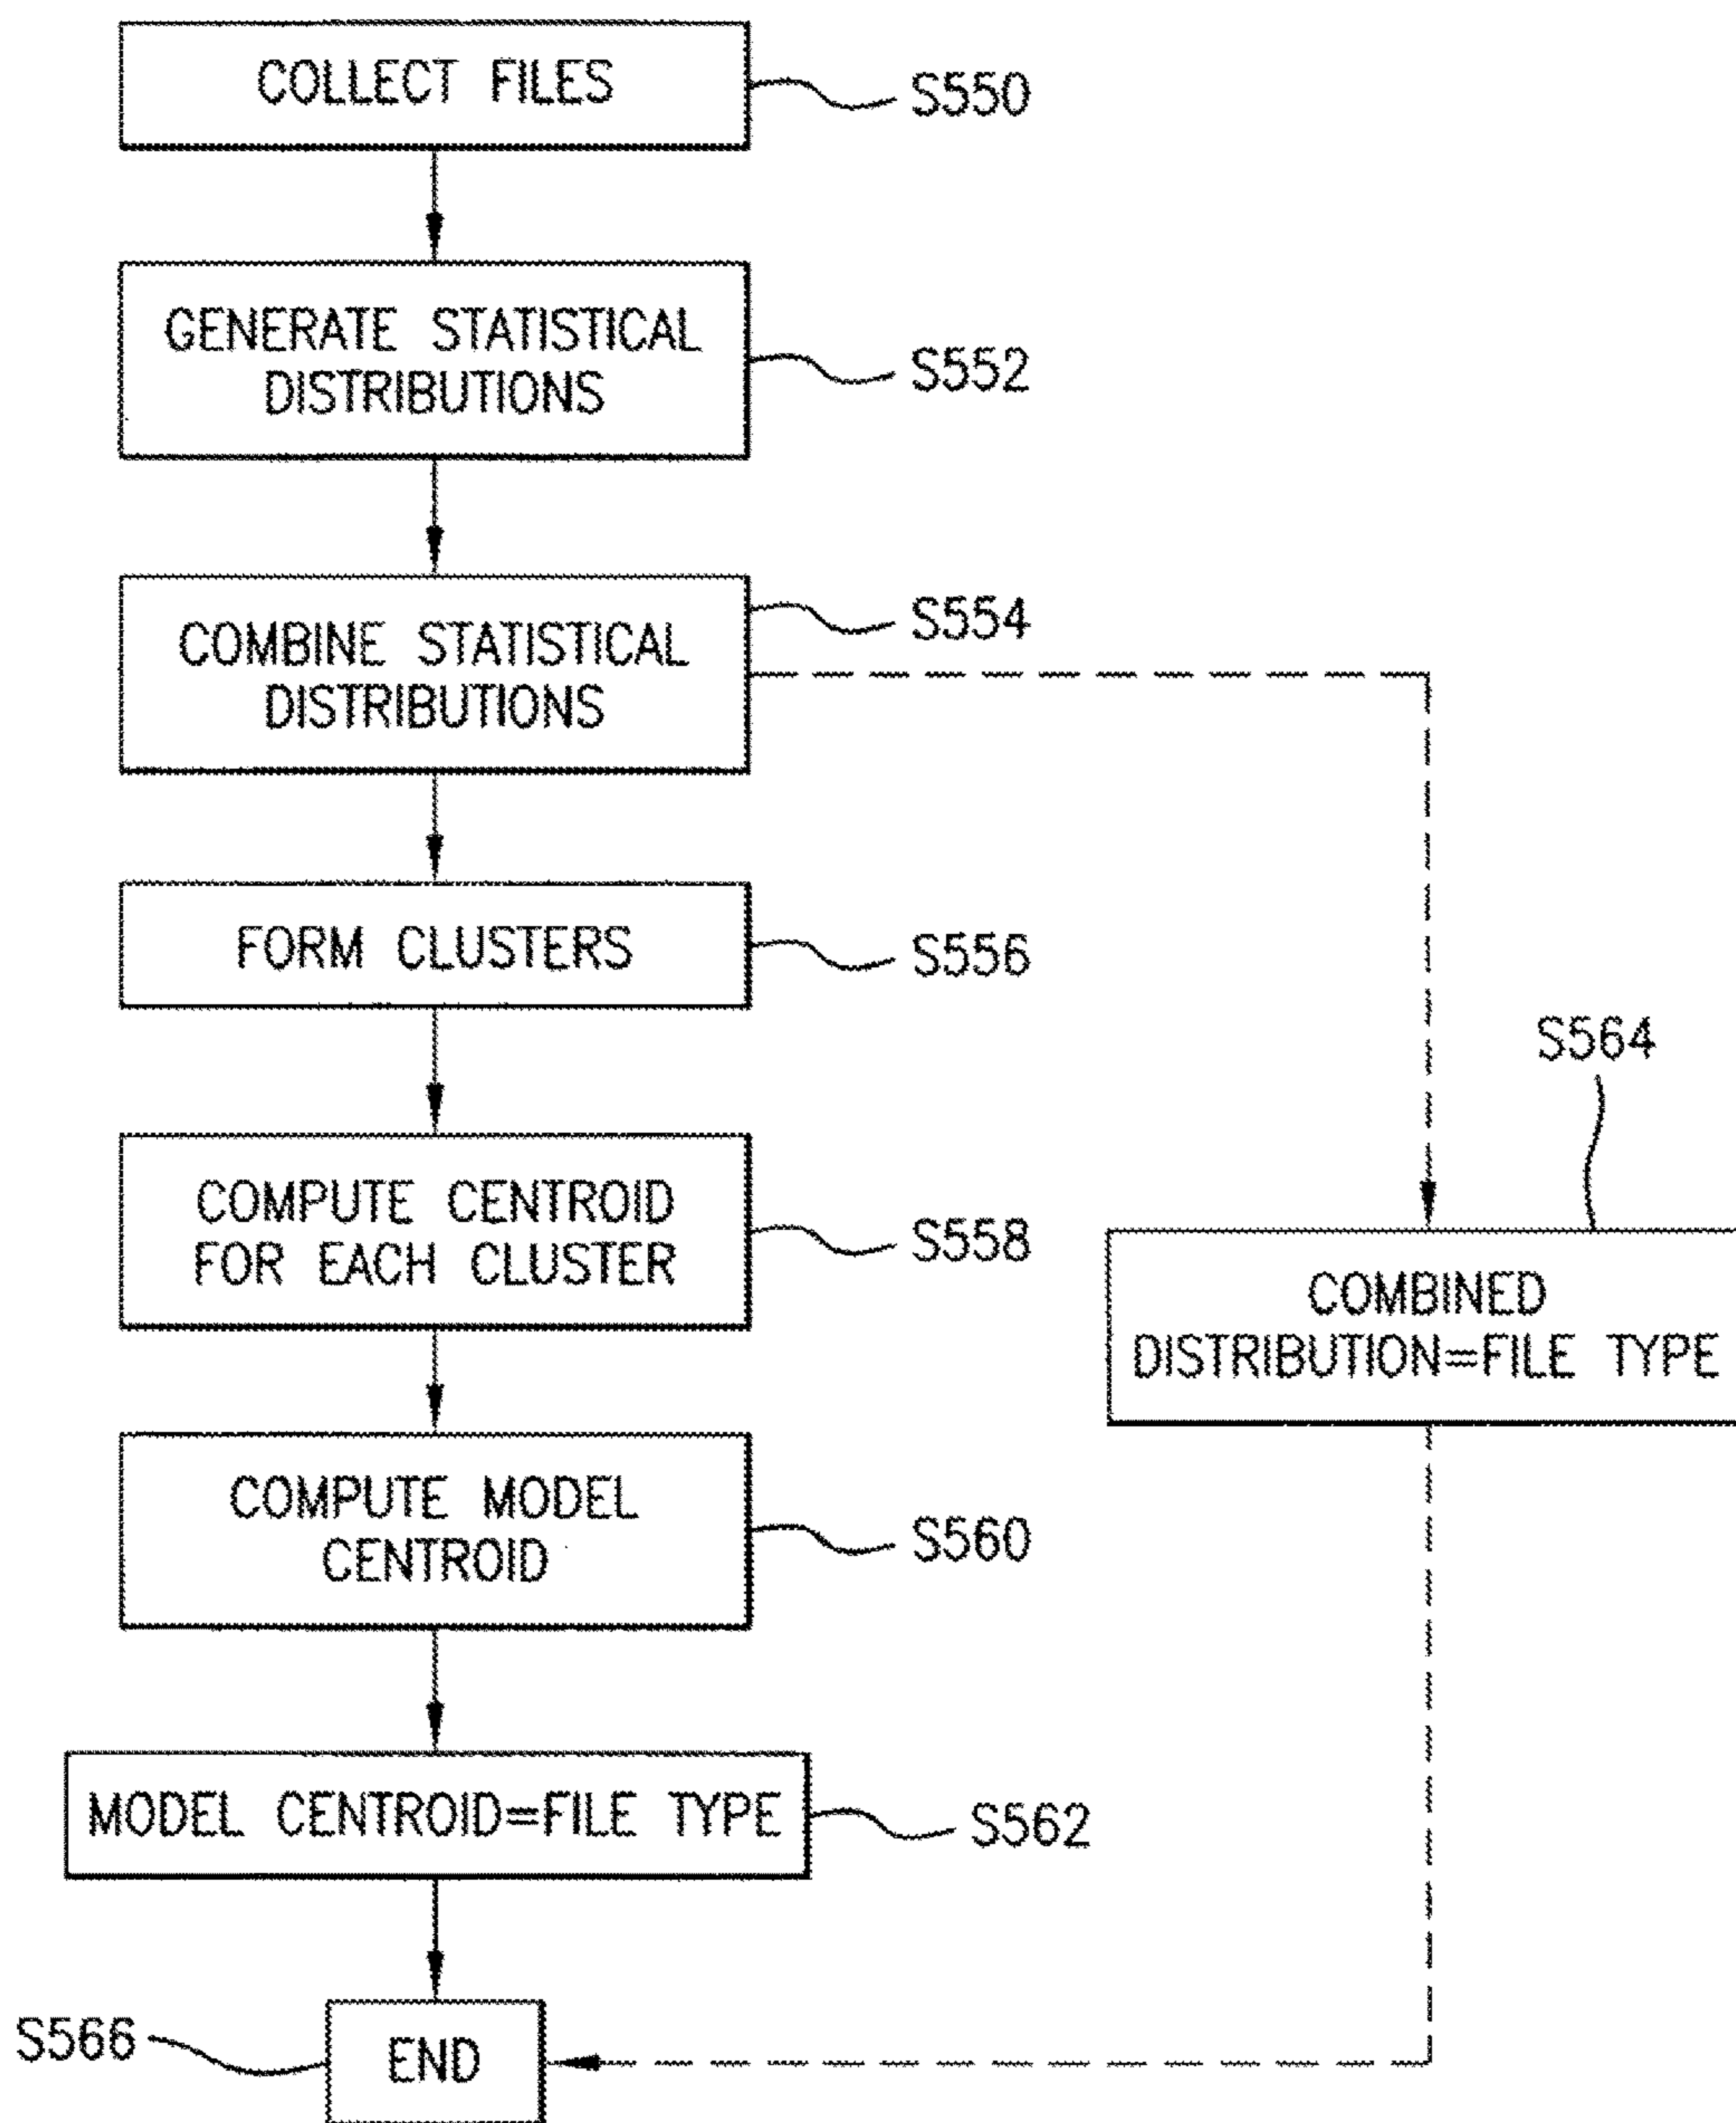 COLLECT FILES
S550
GENERATE STATISTICAL
DISTRIBUTIONS
S552
COMBINE STATISTICAL
DISTRIBUTIONS
S554
FORM CLUSTERS
S556
COMPUTE CENTROID
FOR EACH CLUSTER
S558
S564
COMBINED
DISTRIBUTION=FILE TYPE
COMPUTE MODEL
CENTROID
S560
MODEL CENTROID=FILE TYPE
S562
S566
END